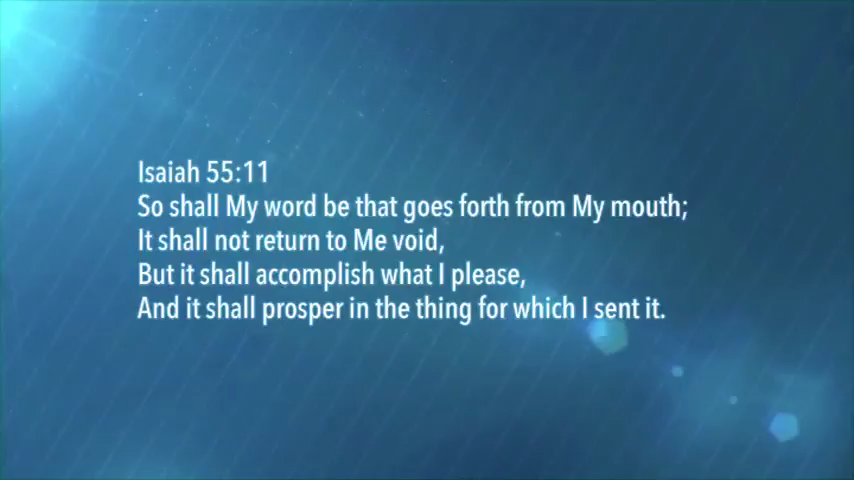 Isaiah 55:11
So shall My word be that goes forth from My mouth;
It shall not return to Me void,
But it shall accomplish what I please,
And it shall prosper in the thing for which I sent it.